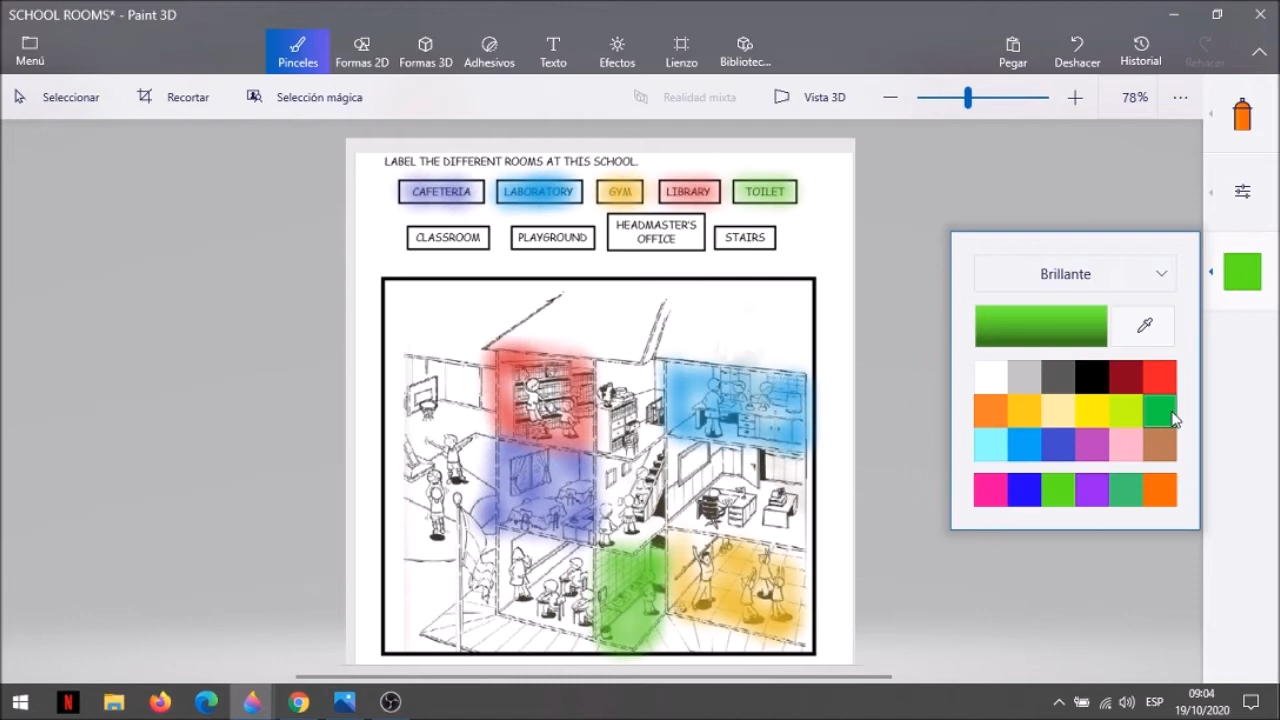 SCHOOL ROOMS* - Paint 3D
Menú
Pinceles
Formas 2D
Formas 3D
Adhesivos
Texto
Efectos
Lienzo
Bibliotec...
Pegar
Deshacer
Historial
Rehacer
Seleccionar
Recortar
Selección mágica
Realidad mixta
Vista 3D
78%
LABEL THE DIFFERENT ROOMS AT THIS SCHOOL.
CAFETERIA
LABORATORY
GYM
LIBRARY
TOILET
CLASSROOM
PLAYGROUND
HEADMASTER'S
OFFICE
STAIRS
Brillante
ESP
09:04
19/10/2020